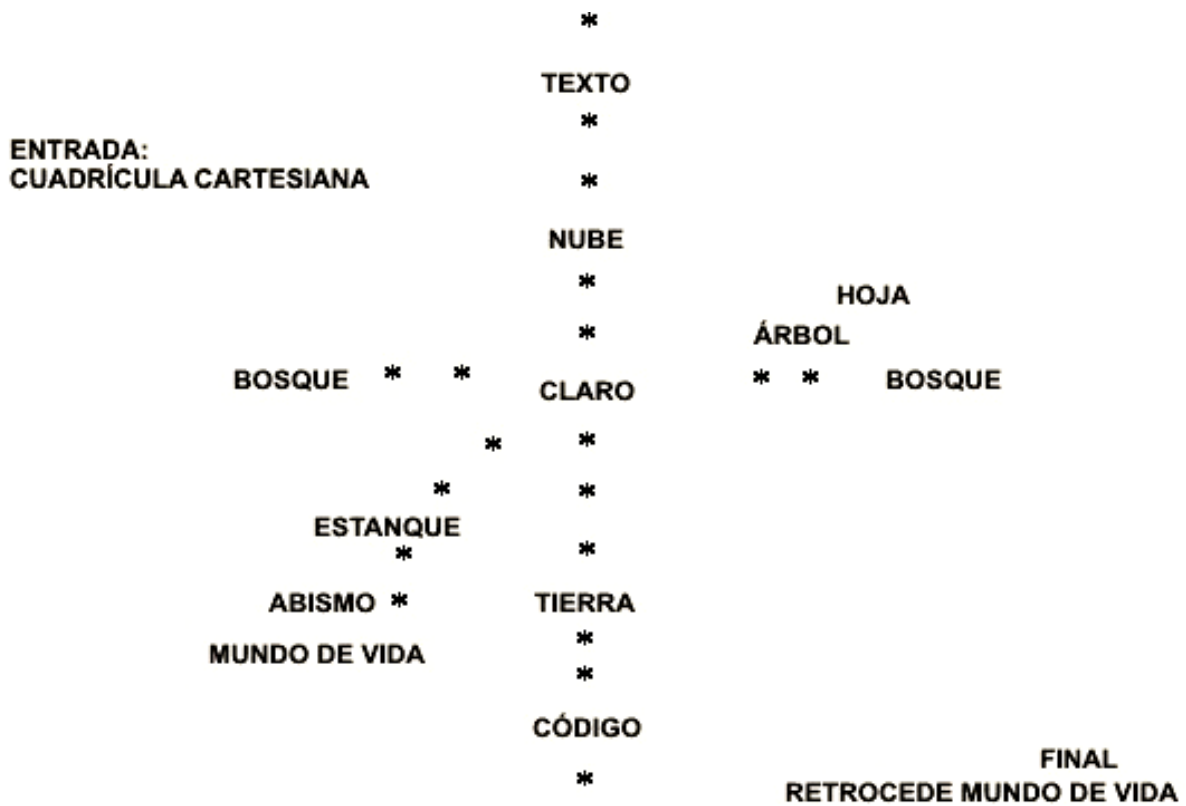 *
TEXTO
*
ENTRADA:
CUADRÍCULA CARTESIANA
*
NUBE
*
HOJA
*
ÁRBOL
BOSQUE * * CLARO * * BOSQUE
* *
* *
ESTANQUE
* *
ABISMO * TIERRA
*
MUNDO DE VIDA
*
CÓDIGO
FINAL
*
RETROCEDE MUNDO DE VIDA